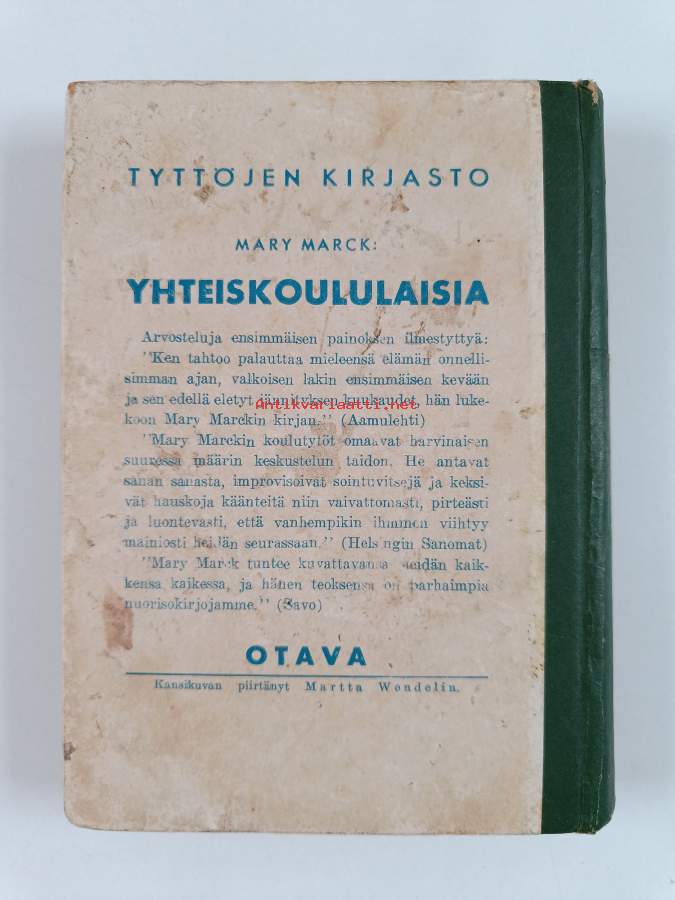 TYTTÖJEN KIRJASTO
MARY MARCK:
YHTEISKOULULAISIA
Arvosteluja ensimmäisen painoksen ilmestyttyä:
"Ken tahtoo palauttaa mieleensä elämän onnelli-
simman ajan, valkoisen lakin ensimmäisen kevään
ja sen edellä eletyt jännityksen kuukaudet, hän luke-
Antikvariaatti.net
koon Mary Marckin kirjan." (Aamulehti)
"Mary Marckin koulutytöt omaavat harvinaisen
suuressa määrin keskustelun taidon. He antavat
sanan sanasta, improvisoivat sointuvitsejä ja keksi-
vät hauskoja käänteitä niin vaivattomasti, pirteästi
ja luontevasti, että vanhempikin ihminen viihtyy
mainiosti heidän seurassaan." (Helsingin Sanomat)
"Mary Marck tuntee kuvattavansa meidän kaik-
kensa kaikessa, ja hänen teoksensa on parhaimpia
nuorisokirjojamme." (Savo)
OTAVA
Kansikuvan piirtänyt Martta Wendelin.